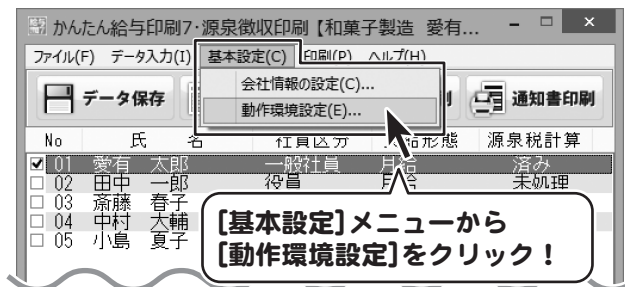 かんたん給与印刷7・源泉徴収印刷【和菓子製造 愛有...
ファイル(F) データ入力(I) 基本設定(C) 印刷(P) ヘルプ(H)
会社情報の設定(C)...
動作環境設定(E)...
データ保存 通知書印刷
No 氏 名 社員区分 給形態 源泉税計算
01 愛有 太郎 一般社員 月給 済み
02 田中 一郎 役員 月給 未処理
03 斎藤 春子
04 中村 大輔
05 小島 夏子
[基本設定]メニューから
[動作環境設定]をクリック!